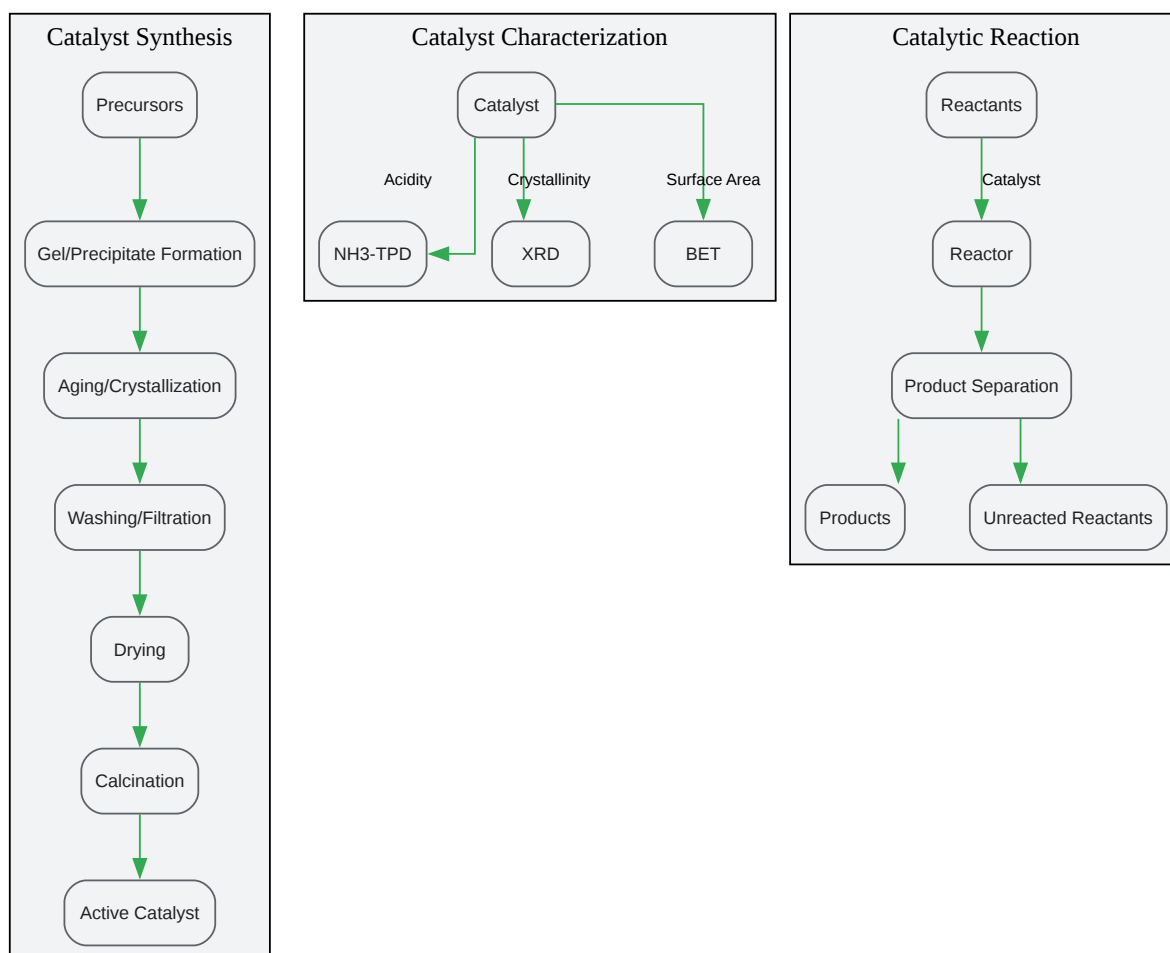 Catalyst Synthesis
Precursors
Gel/Precipitate Formation
Aging/Crystallization
Washing/Filtration
Drying
Calcination
Active Catalyst
Catalyst Characterization
Catalyst
Acidity
Crystallinity
Surface Area
NH3-TPD
XRD
BET
Catalytic Reaction
Reactants
Catalyst
Reactor
Product Separation
Products
Unreacted Reactants